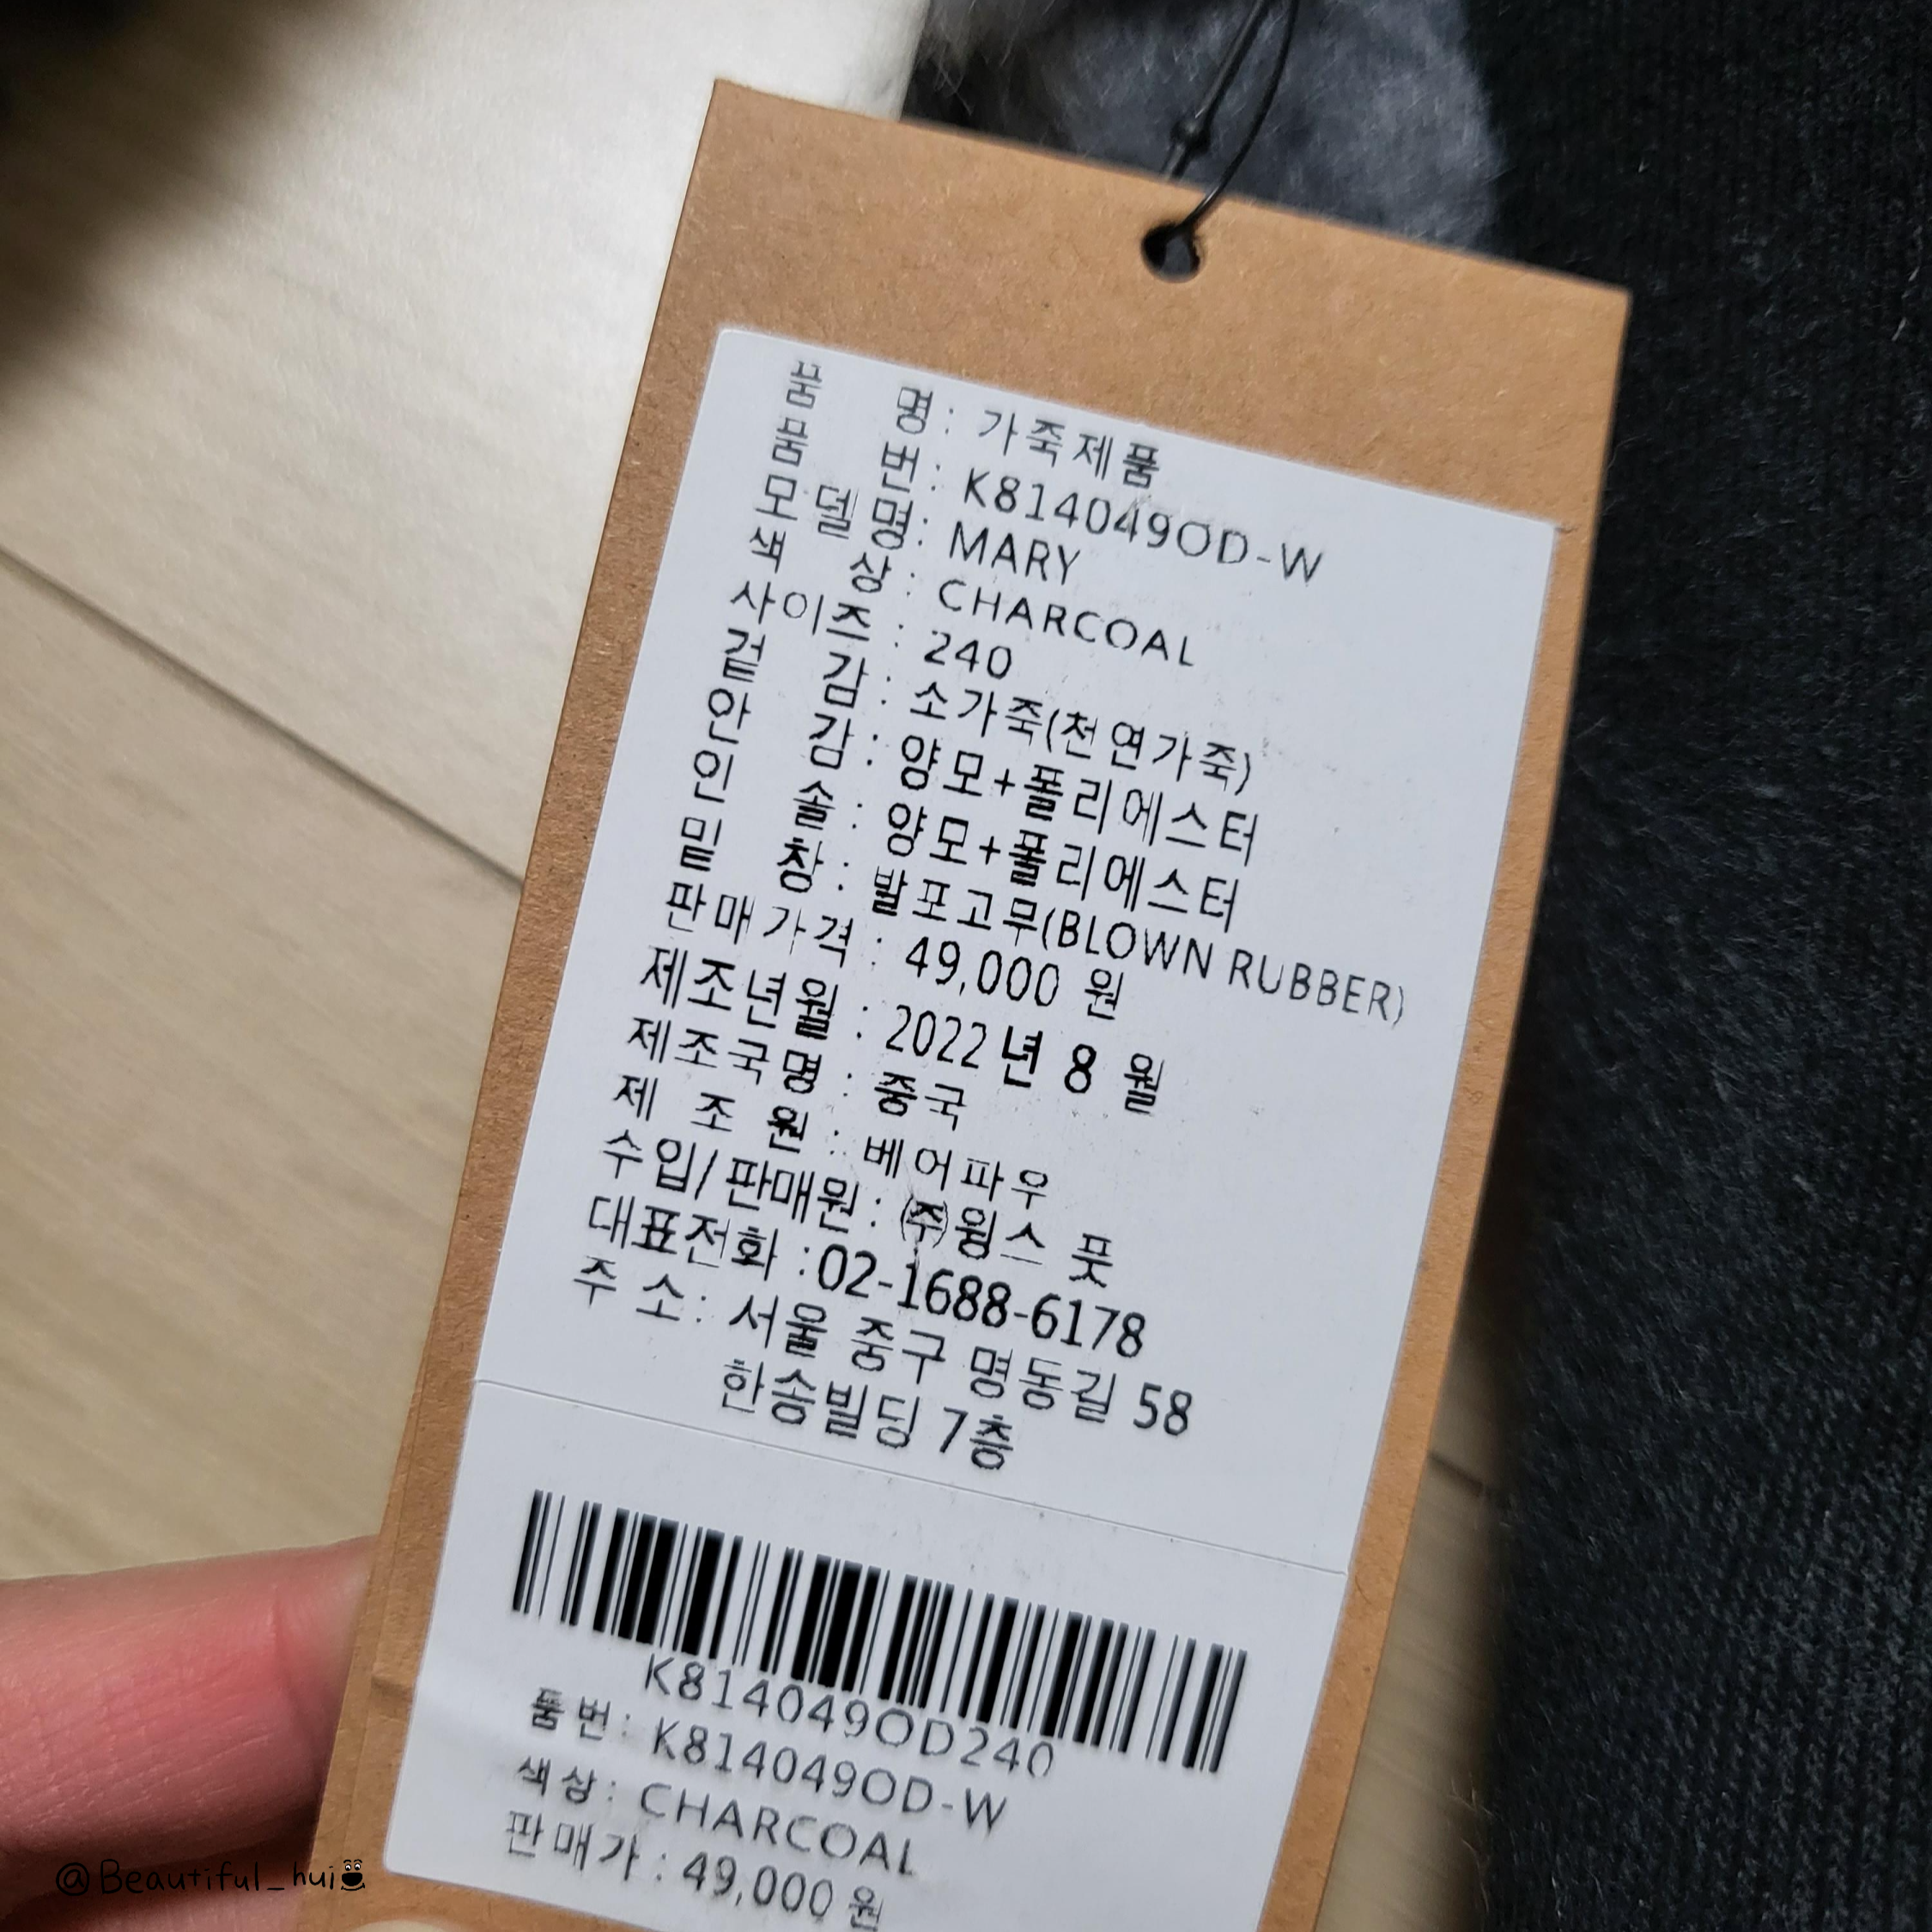 품 명 : 가죽제품
품 번 : K814049OD-W
모델명 : MARY
색 상 : CHARCOAL
사이즈 : 240
겉 감 : 소가죽(천연가죽)
안 감 : 양모+폴리에스터
인 솔 : 양모+폴리에스터
밑 창 : 발포고무(BLOWN RUBBER)
판매가격 : 49,000 원
제조년월 : 2022 년 8 월
제조국명 : 중국
제 조 원 : 베어파우
수입/판매원 : ㈜윙스 풋
대표전화 :02-1688-6178
주 소 : 서울 중구 명동길 58
한송빌딩 7층
K814049OD240
품번 : K814049OD-W
색상 : CHARCOAL
판매가 : 49,000 원
@Beautiful_hui